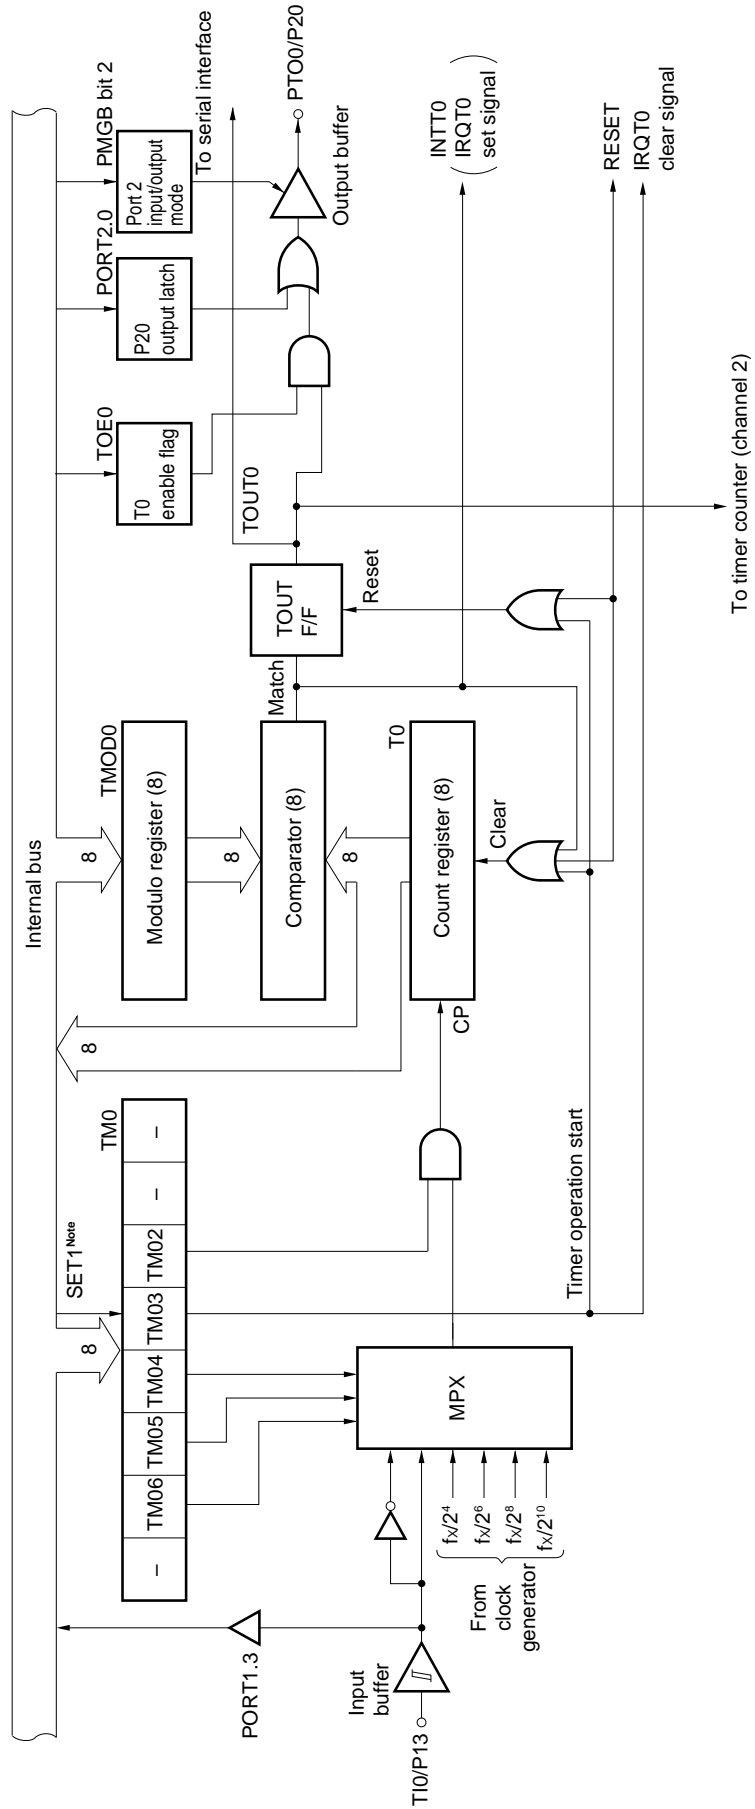 Internal bus
SET1Note
8
TM0
–
TM06
TM05
TM04
TM03
TM02
–
–
8
8
TMOD0
Modulo register (8)
8
Comparator (8)
8
T0
Count register (8)
CP
Clear
Match
TOUT
F/F
Reset
TOUT0
TOE0
T0
enable flag
PORT2.0
P20
output latch
PMGB bit 2
Port 2
input/output
mode
To serial interface
PTO0/P20
Output buffer
INTT0
IRQT0
set signal
RESET
IRQT0
clear signal
To timer counter (channel 2)
Timer operation start
MPX
PORT1.3
Input
buffer
TI0/P13
fx/2⁴
fx/2⁶
fx/2⁸
fx/2¹⁰
From
clock
generator